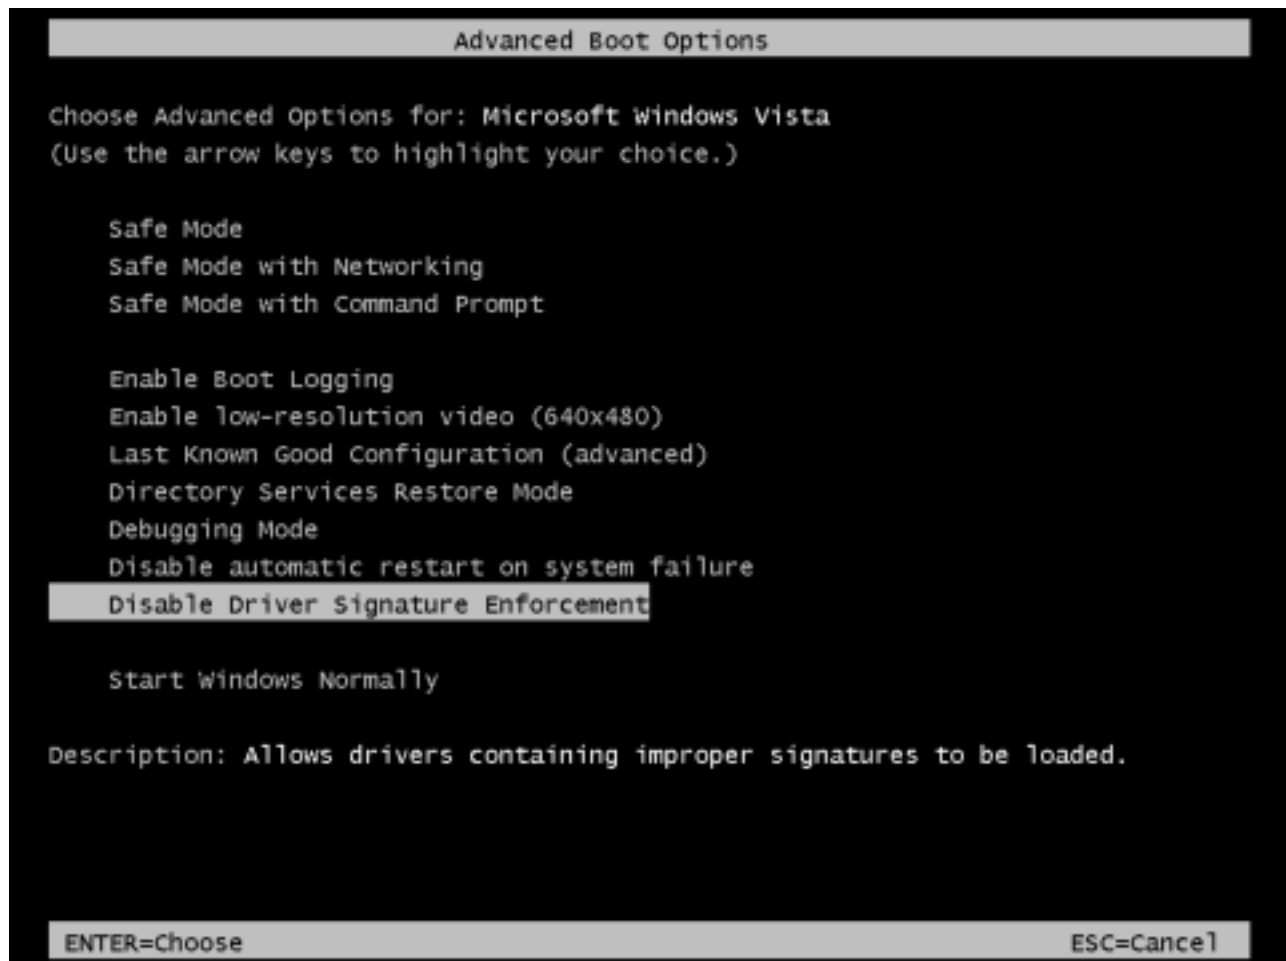 Advanced Boot Options
Choose Advanced Options for: Microsoft Windows Vista
(Use the arrow keys to highlight your choice.)
Safe Mode
Safe Mode with Networking
Safe Mode with Command Prompt
Enable Boot Logging
Enable low-resolution video (640x480)
Last Known Good Configuration (advanced)
Directory Services Restore Mode
Debugging Mode
Disable automatic restart on system failure
Disable Driver Signature Enforcement
Start Windows Normally
Description: Allows drivers containing improper signatures to be loaded.
ENTER=Choose ESC=Cancel